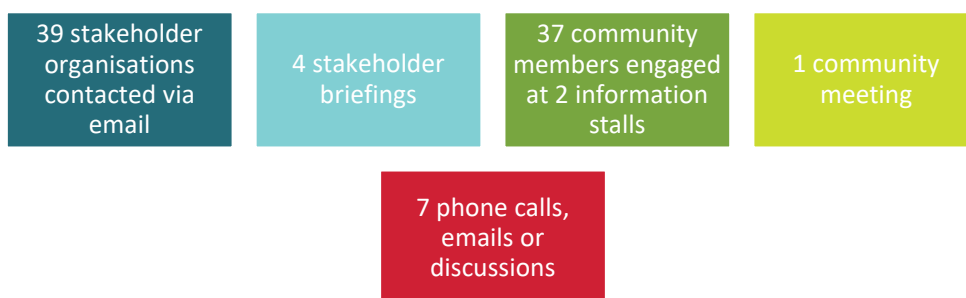 39 stakeholder
organisations
contacted via
email
4 stakeholder
briefings
37 community
members engaged
at 2 information
stalls
1 community
meeting
7 phone calls,
emails or
discussions